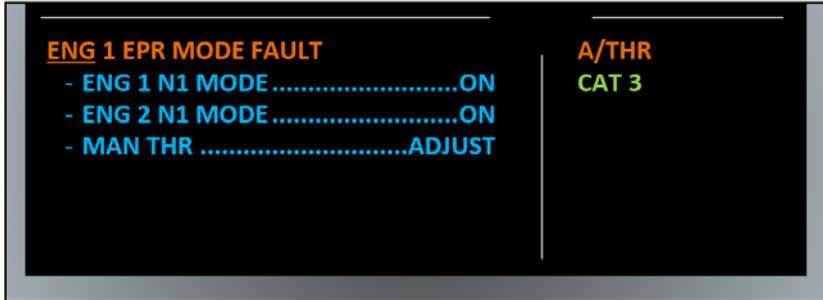 ENG 1 EPR MODE FAULT
- ENG 1 N1 MODE..........................ON
- ENG 2 N1 MODE..........................ON
- MAN THR .............................ADJUST
A/THR
CAT 3